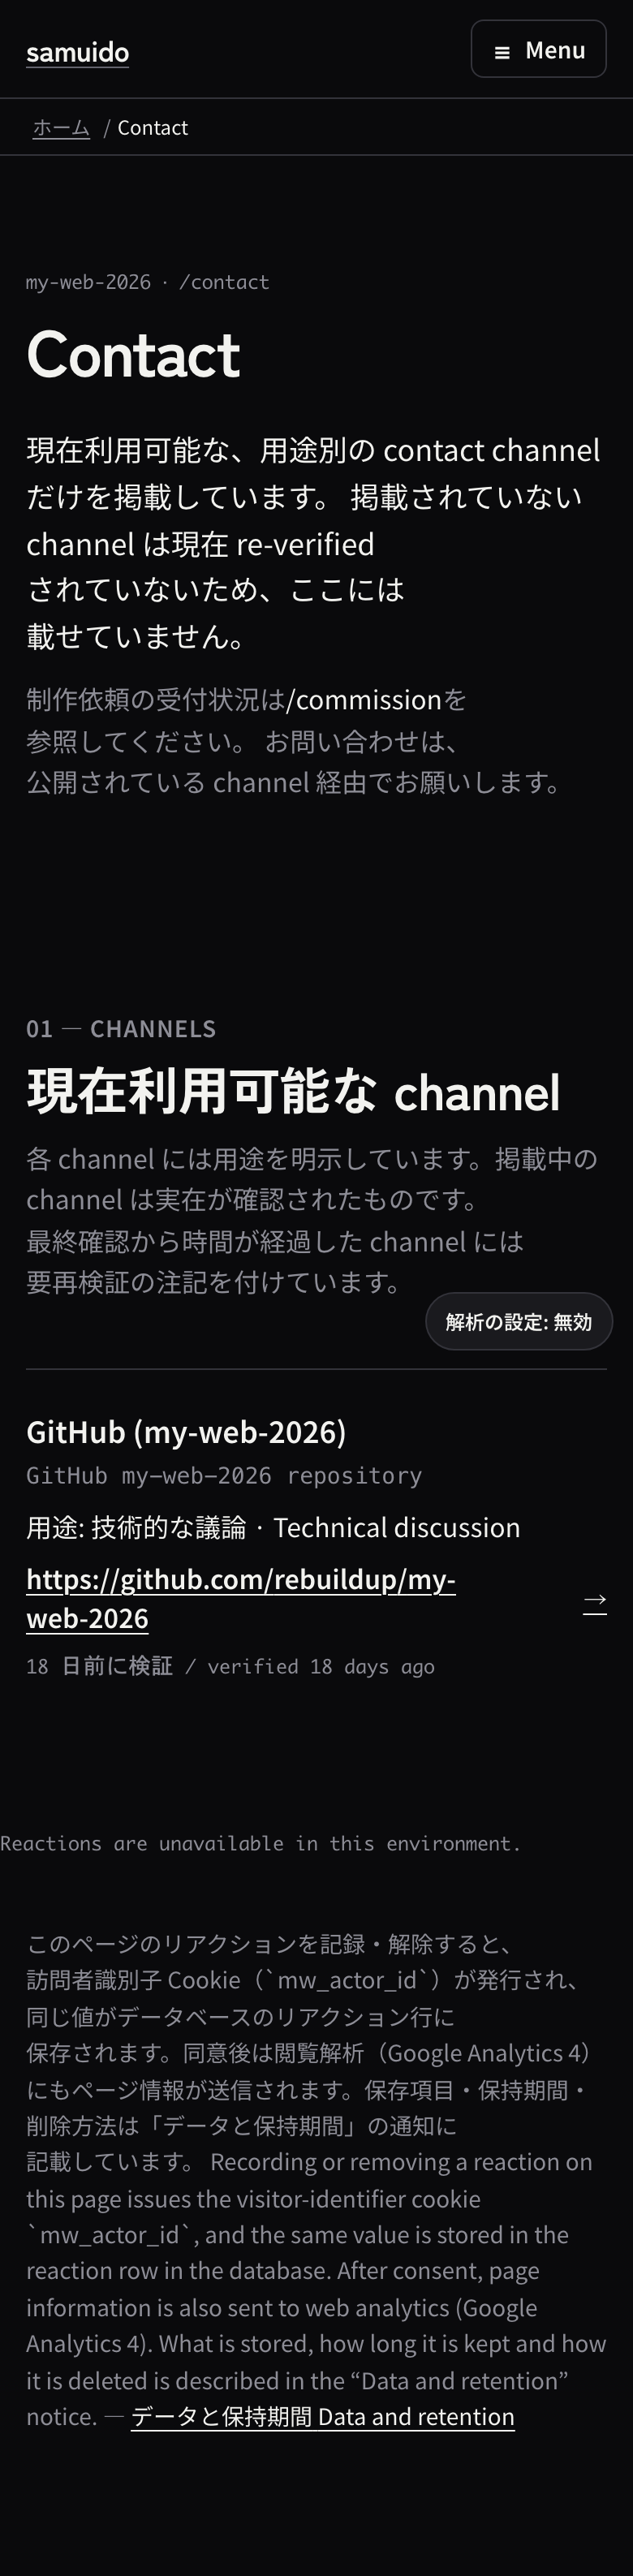 samuido
≡ Menu
ホーム / Contact
my-web-2026 · /contact
Contact
現在利用可能な、用途別の contact channel
だけを掲載しています。 掲載されていない
channel は現在 re-verified
されていないため、ここには
載せていません。
制作依頼の受付状況は/commissionを
参照してください。 お問い合わせは、
公開されている channel 経由でお願いします。
01 — CHANNELS
現在利用可能な channel
各 channel には用途を明示しています。掲載中の
channel は実在が確認されたものです。
最終確認から時間が経過した channel には
要再検証の注記を付けています。
解析の設定: 無効
GitHub (my-web-2026)
GitHub my-web-2026 repository
用途: 技術的な議論 · Technical discussion
https://github.com/rebuildup/my-
web-2026
→
18 日前に検証 / verified 18 days ago
Reactions are unavailable in this environment.
このページのリアクションを記録・解除すると、
訪問者識別子 Cookie（`mw_actor_id`）が発行され、
同じ値がデータベースのリアクション行に
保存されます。同意後は閲覧解析（Google Analytics 4）
にもページ情報が送信されます。保存項目・保持期間・
削除方法は「データと保持期間」の通知に
記載しています。 Recording or removing a reaction on
this page issues the visitor-identifier cookie
`mw_actor_id`, and the same value is stored in the
reaction row in the database. After consent, page
information is also sent to web analytics (Google
Analytics 4). What is stored, how long it is kept and how
it is deleted is described in the “Data and retention”
notice. — データと保持期間 Data and retention